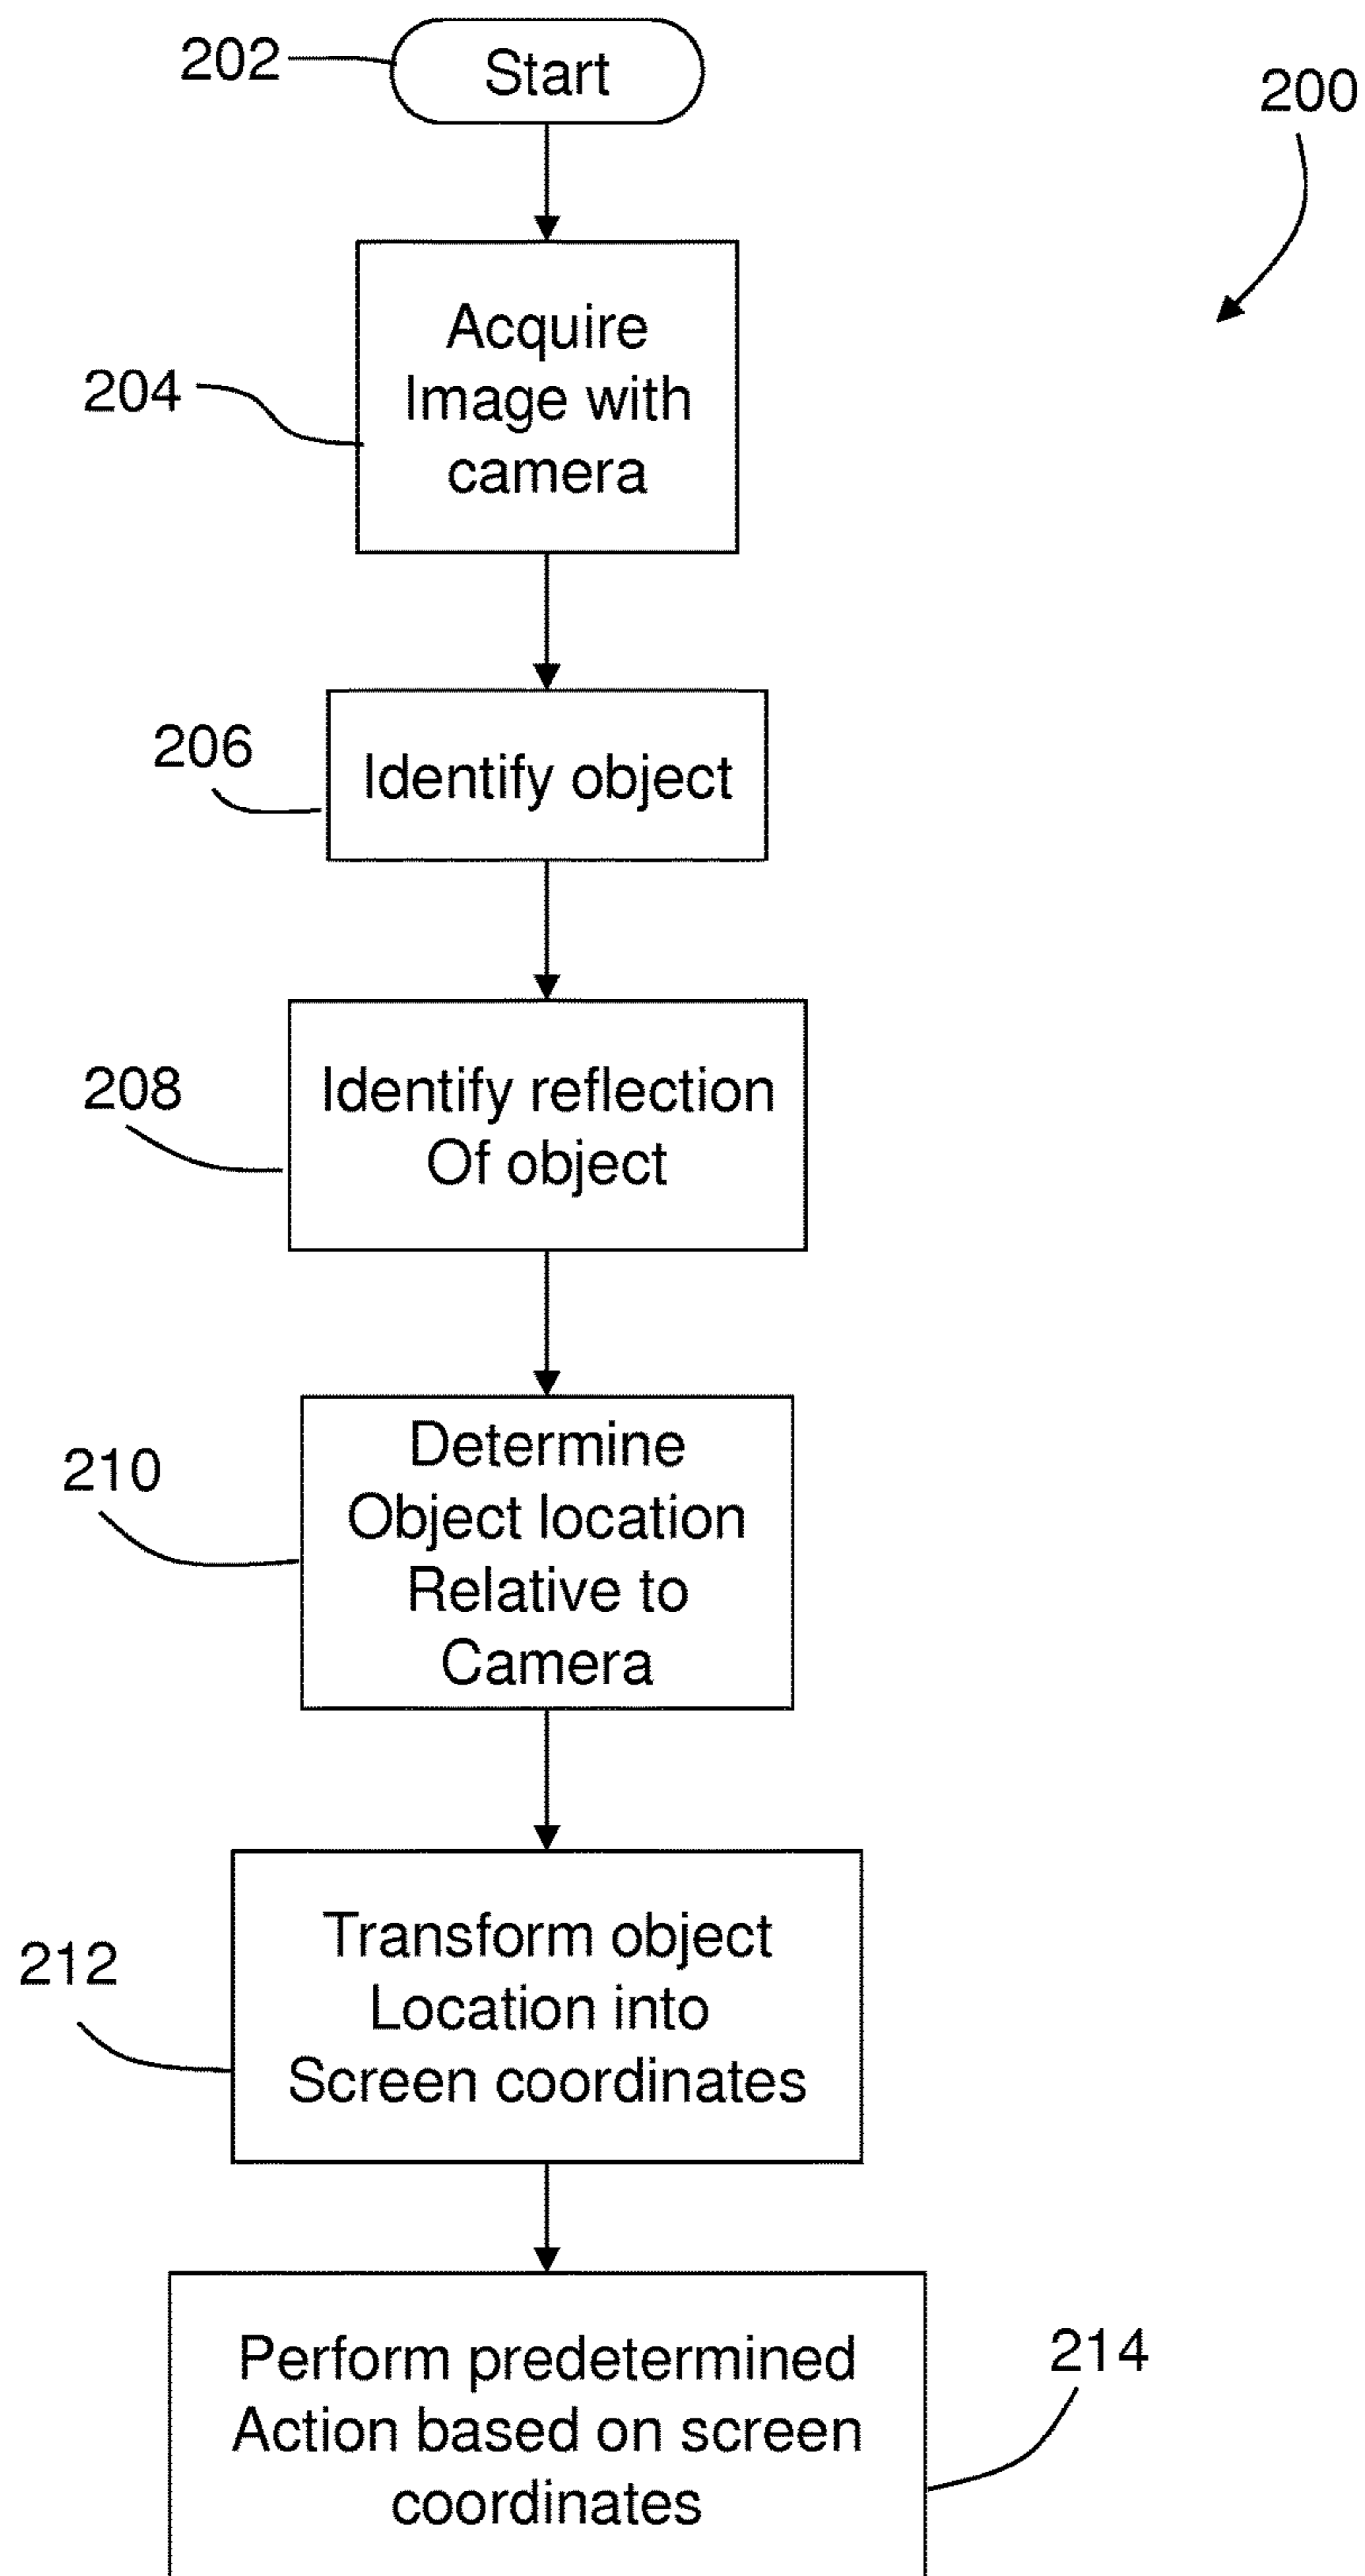 202
Start
200
Acquire
Image with
camera
204
206
Identify object
208
Identify reflection
Of object
210
Determine
Object location
Relative to
Camera
212
Transform object
Location into
Screen coordinates
214
Perform predetermined
Action based on screen
coordinates